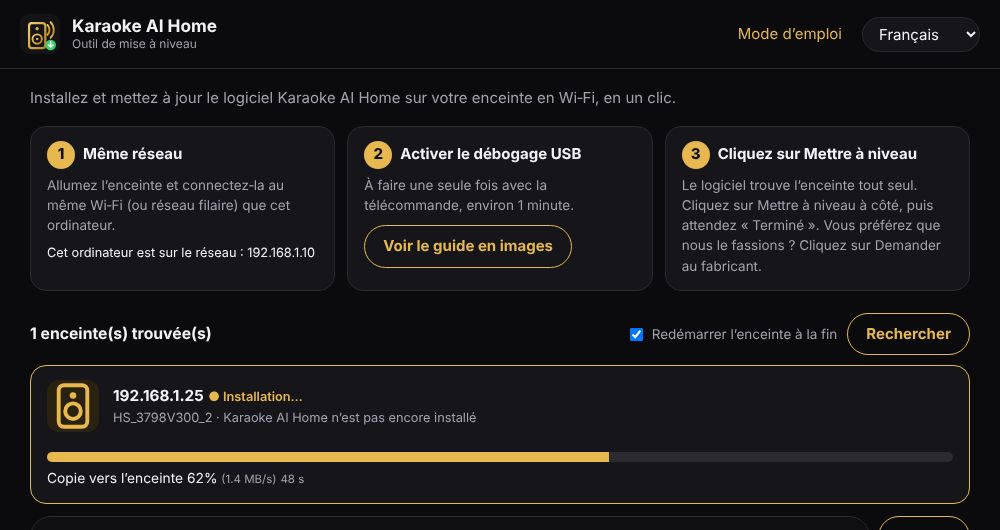 Karaoke AI Home
Outil de mise à niveau
Mode d’emploi
Français
Installez et mettez à jour le logiciel Karaoke AI Home sur votre enceinte en Wi-Fi, en un clic.
1 Même réseau
Allumez l’enceinte et connectez-la au
même Wi-Fi (ou réseau filaire) que cet
ordinateur.
Cet ordinateur est sur le réseau : 192.168.1.10
2 Activer le débogage USB
À faire une seule fois avec la
télécommande, environ 1 minute.
Voir le guide en images
3 Cliquez sur Mettre à niveau
Le logiciel trouve l’enceinte tout seul.
Cliquez sur Mettre à niveau à côté, puis
attendez « Terminé ». Vous préférez que
nous le fassions ? Cliquez sur Demander
au fabricant.
1 enceinte(s) trouvée(s)
Redémarrer l’enceinte à la fin
Rechercher
192.168.1.25 Installation…
HS_3798V300_2 · Karaoke AI Home n’est pas encore installé
Copie vers l’enceinte 62% (1.4 MB/s) 48 s